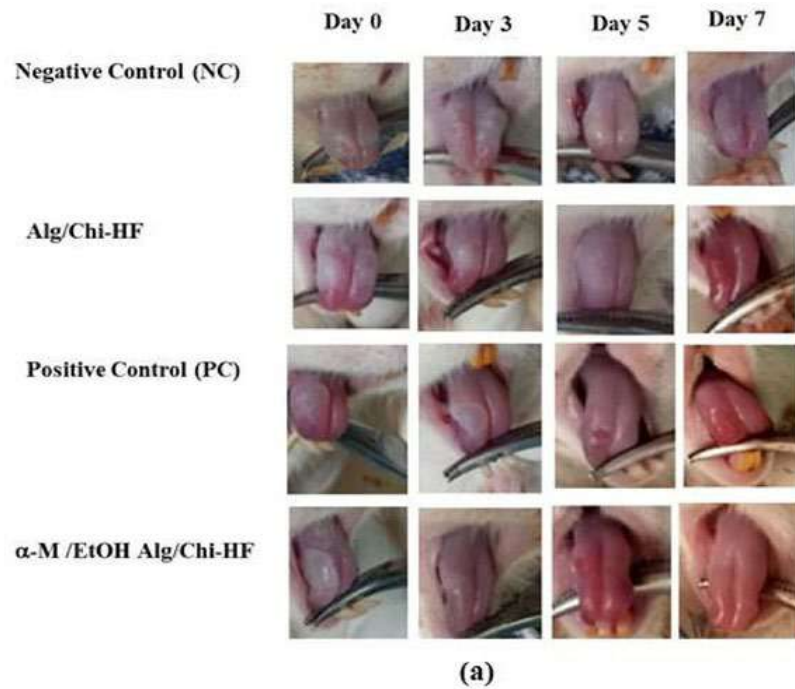 Day 0 Day 3 Day 5 Day 7
Negative Control (NC)
Alg/Chi-HF
Positive Control (PC)
α-M /EtOH Alg/Chi-HF
(a)